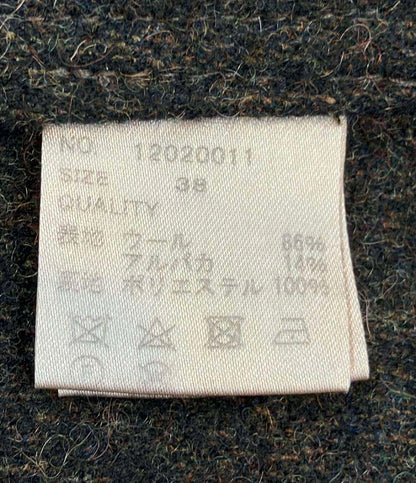 NO. 12020011
SIZE 38
QUALITY
表地 ウール 86%
アルパカ 14%
裏地 ポリエステル 100%